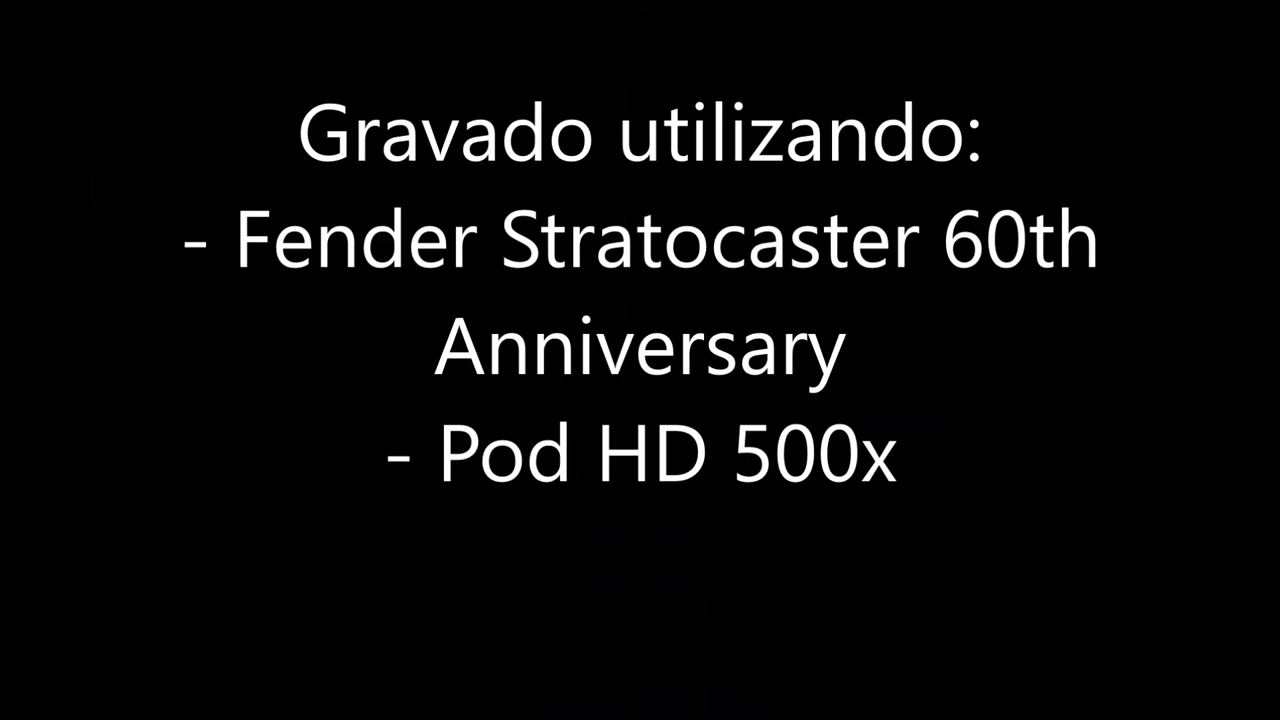 Gravado utilizando:
- Fender Stratocaster 60th
Anniversary
- Pod HD 500x